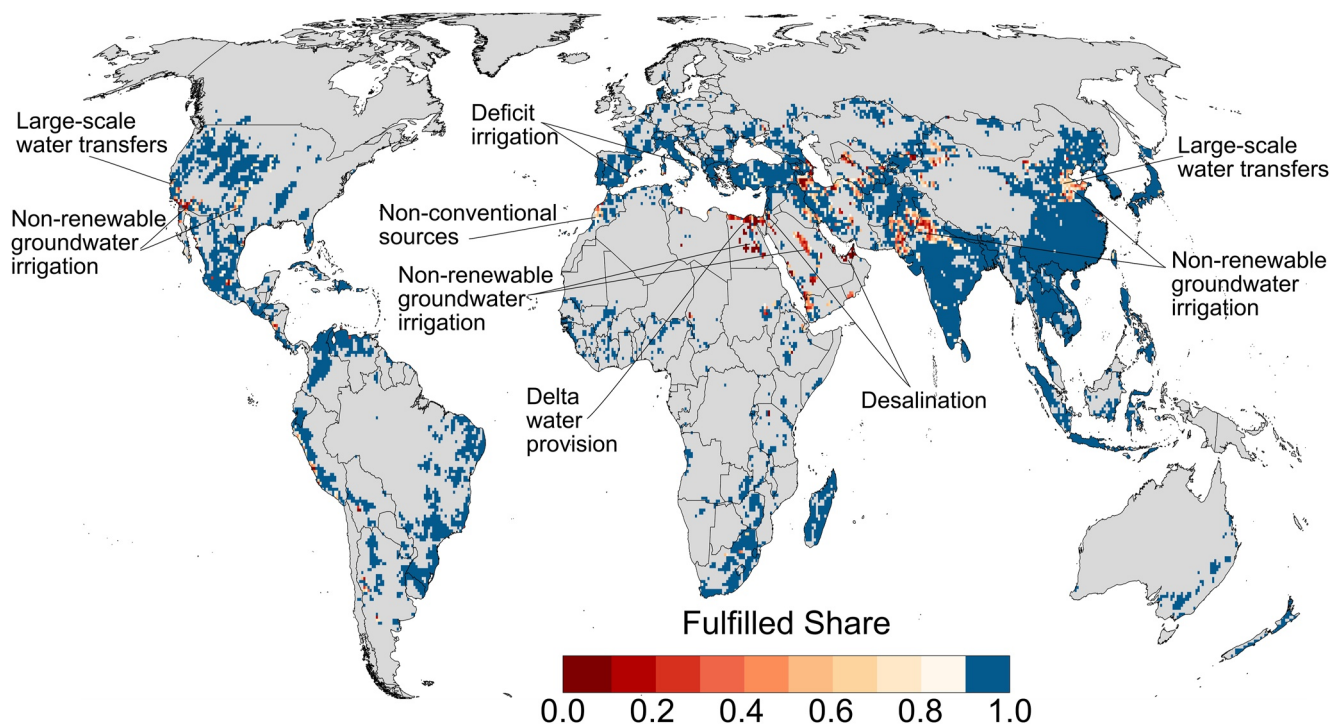 Large-scale
water transfers
Non-renewable
groundwater
irrigation
Deficit
irrigation
Non-conventional
sources
Non-renewable
groundwater
irrigation
Delta
water
provision
Desalination
Large-scale
water transfers
Non-renewable
groundwater
irrigation
Fulfilled Share
0.0 0.2 0.4 0.6 0.8 1.0